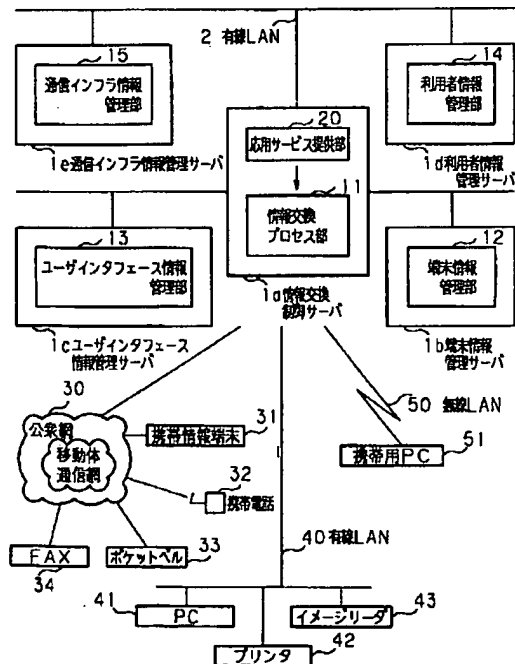 2 有線LAN
15
通信インフラ情報
管理部
1e通信インフラ情報管理サーバ
14
利用者情報
管理部
1d利用者情報
管理サーバ
20
応用サービス提供部
11
情報交換
プロセス部
1a情報交換
制御サーバ
13
ユーザインタフェース情報
管理部
1cユーザインタフェース
情報管理サーバ
12
端末情報
管理部
1b端末情報
管理サーバ
30
公衆網
移動体
通信網
31
携帯情報端末
32
携帯電話
33
ポケットベル
FAX
34
50 無線LAN
51
携帯用PC
40有線LAN
41
PC
43
イメージリーダ
42
プリンタ